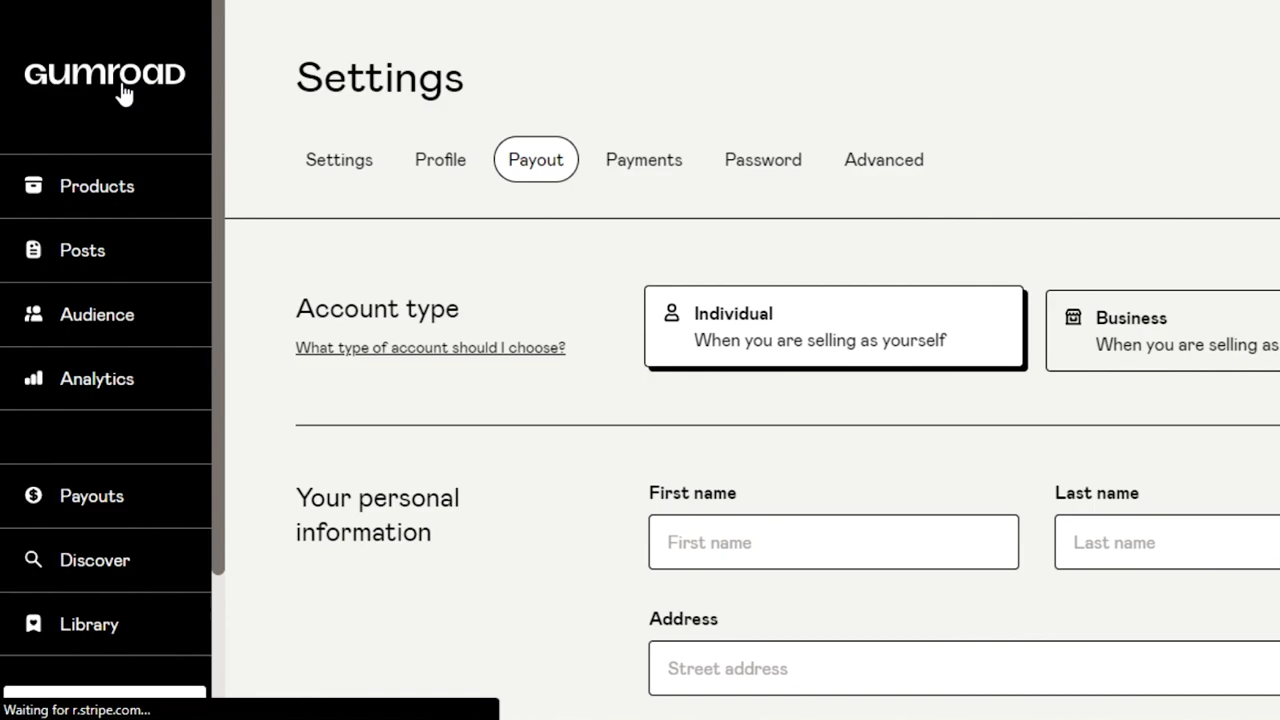 GUMROAD
Products
Posts
Audience
Analytics
Payouts
Discover
Library
Waiting for r.stripe.com...
Settings
Settings Profile Payout Payments Password Advanced
Account type
What type of account should I choose?
Individual
When you are selling as yourself
Business
When you are selling as
Your personal
information
First name Last name
First name Last name
Address
Street address